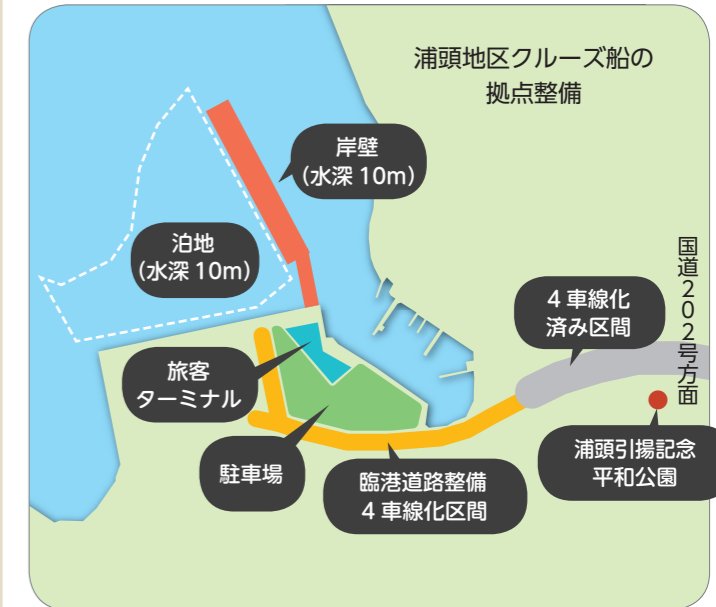 浦頭地区クルーズ船の
拠点整備
岸壁
（水深 10m）
泊地
（水深 10m）
国道202号方面
4 車線化
済み区間
旅客
ターミナル
浦頭引揚記念
平和公園
駐車場
臨港道路整備
4 車線化区間